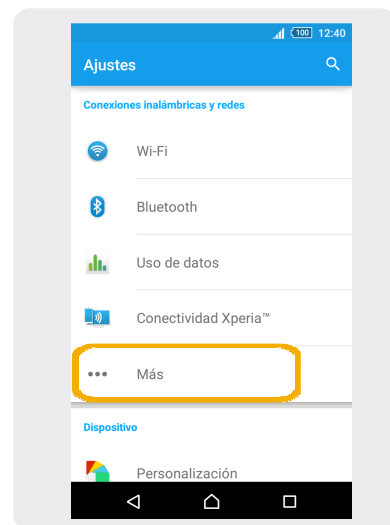 100 12:40
Ajustes
Conexiones inalámbricas y redes
Wi-Fi
Bluetooth
Uso de datos
Conectividad Xperia™
Más
Dispositivo
Personalización